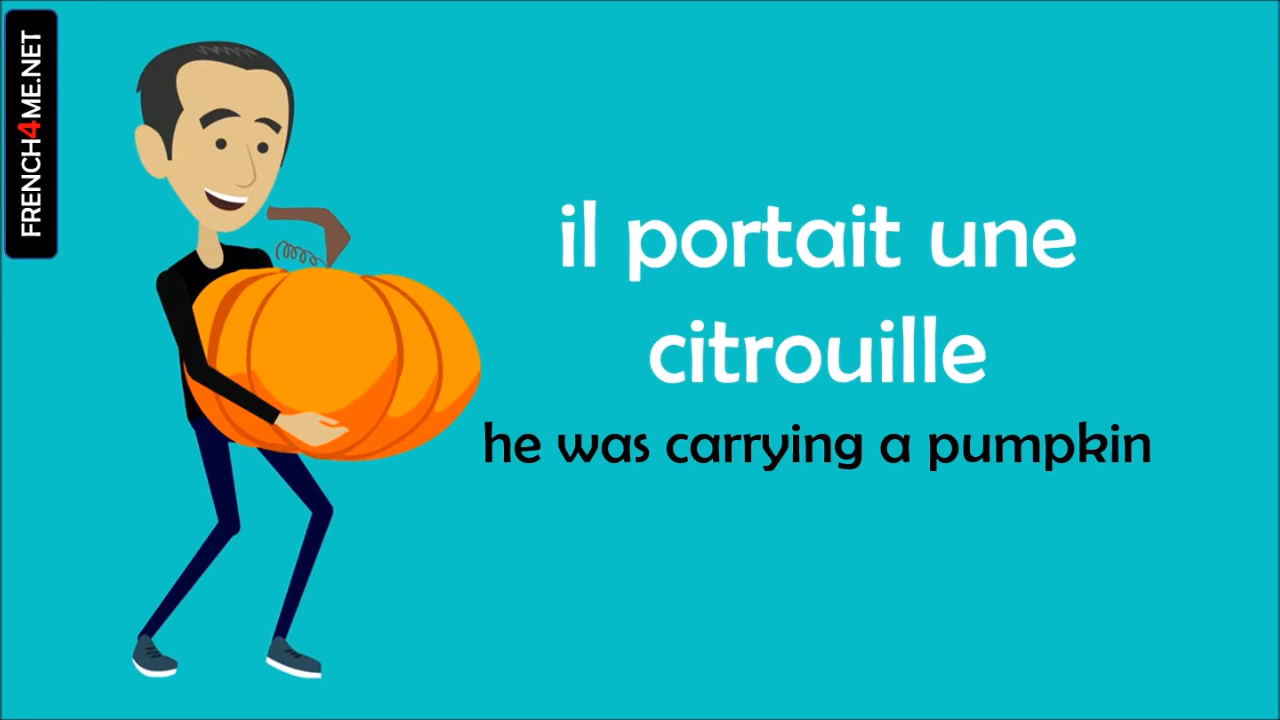 FRENCH4ME.NET
il portait une
citrouille
he was carrying a pumpkin